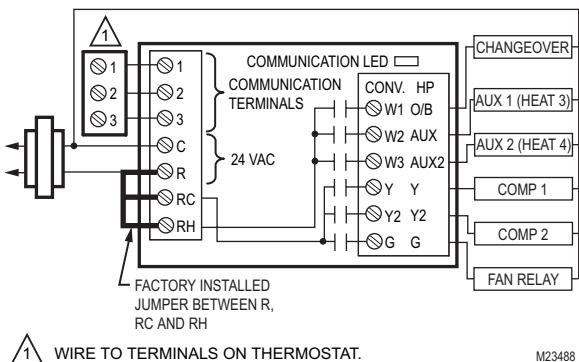 1
1
2
3
1
2
3
C
R
RC
RH
COMMUNICATION LED
COMMUNICATION
TERMINALS
24 VAC
CONV. HP
W1 O/B
W2 AUX
W3 AUX2
Y Y
Y2 Y2
G G
CHANGEOVER
AUX 1 (HEAT 3)
AUX 2 (HEAT 4)
COMP 1
COMP 2
FAN RELAY
FACTORY INSTALLED
JUMPER BETWEEN R,
RC AND RH
1 WIRE TO TERMINALS ON THERMOSTAT.
M23488